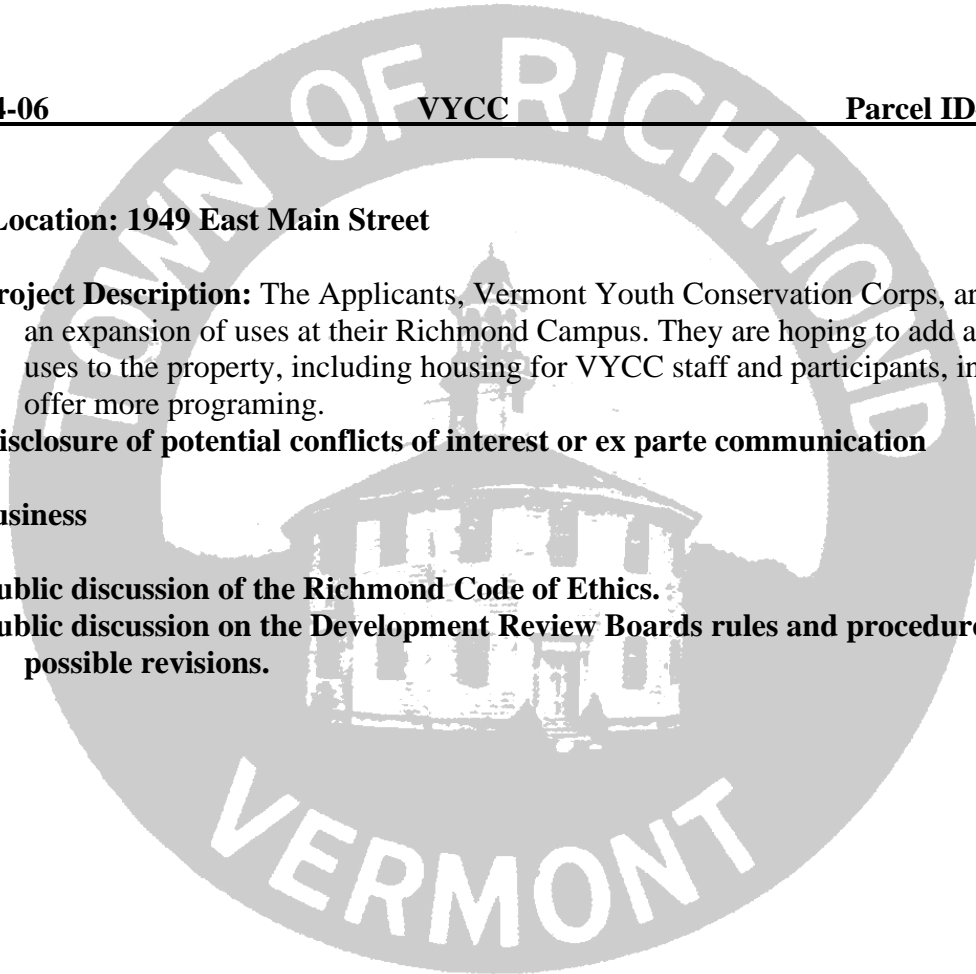 TOWN OF RICHMOND
4-06 VYCC Parcel ID
Location: 1949 East Main Street
roject Description: The Applicants, Vermont Youth Conservation Corps, ar
an expansion of uses at their Richmond Campus. They are hoping to add a
uses to the property, including housing for VYCC staff and participants, in
offer more programing.
isclosure of potential conflicts of interest or ex parte communication
usiness
ublic discussion of the Richmond Code of Ethics.
ublic discussion on the Development Review Boards rules and procedure
possible revisions.
VERMONT